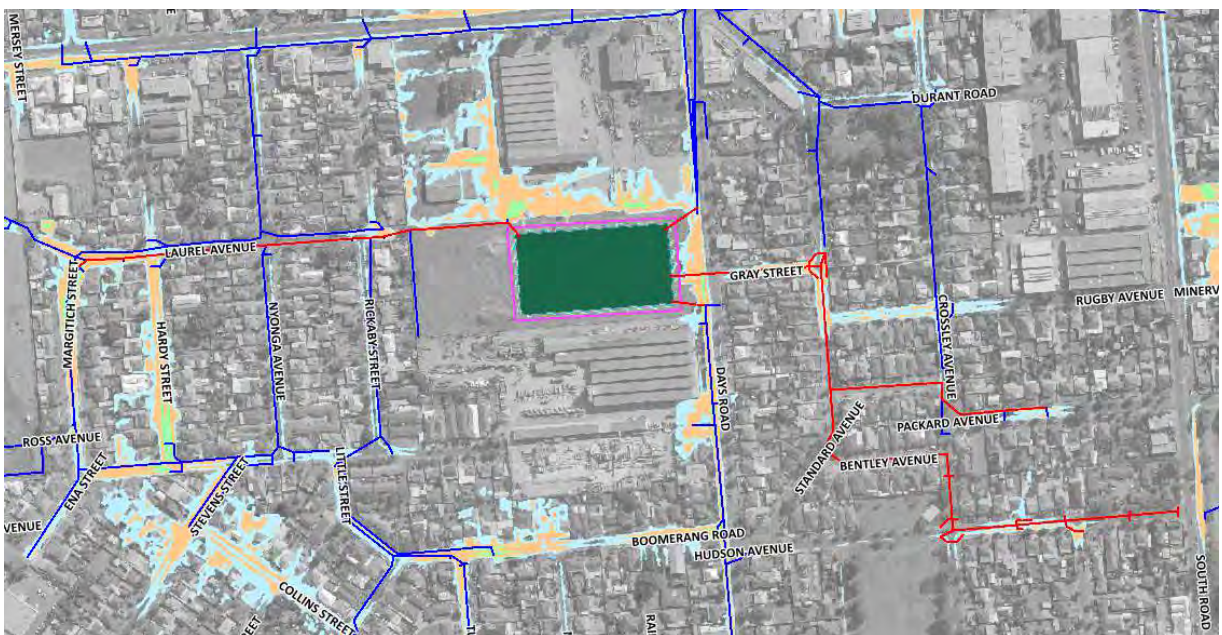 MERSEY STREET
DURANT ROAD
LAUREL AVENUE
GRAY STREET
RUGBY AVENUE
MINERV
MARGITICH STREET
HARDY STREET
NYONGA AVENUE
RICKABY STREET
CROSSLEY AVENUE
DAYS ROAD
PACKARD AVENUE
ROSS AVENUE
STANDARD AVENUE
BENTLEY AVENUE
ENA STREET
STEVENS STREET
LITTLE STREET
VENUE
BOOMERANG ROAD
HUDSON AVENUE
COLLINS STREET
SOUTH ROAD
RAI